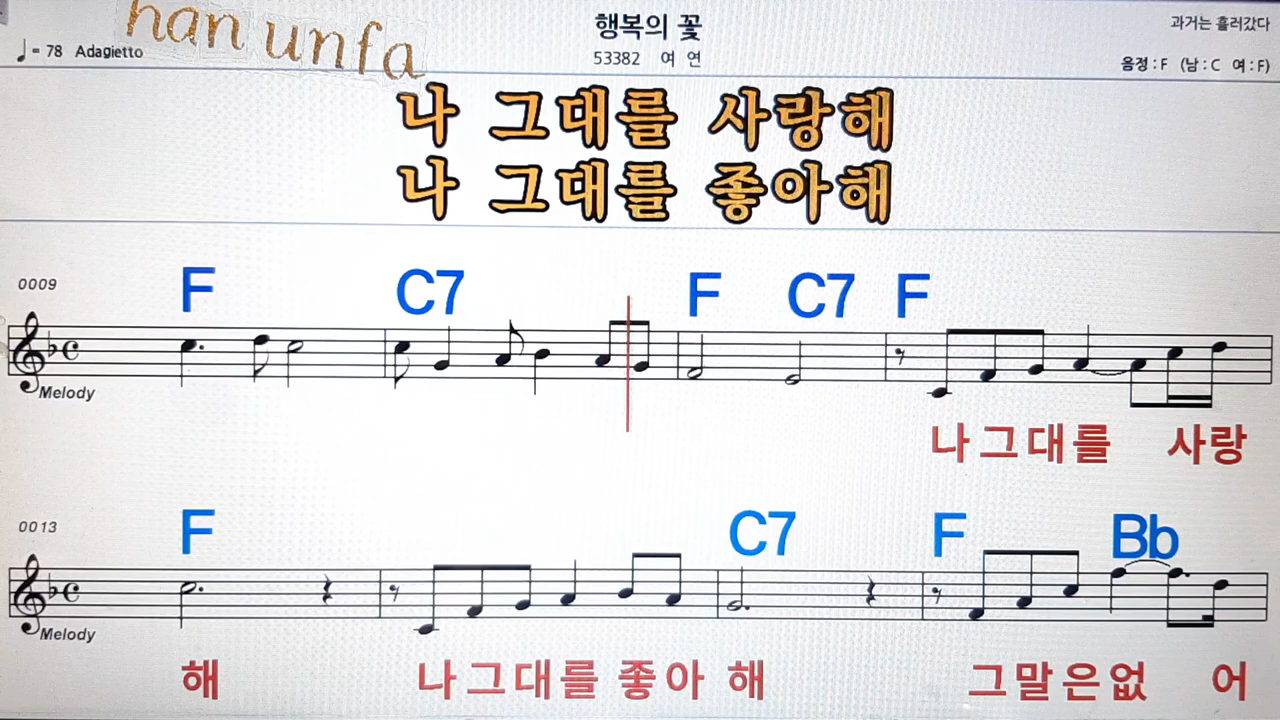 han unfa
행복의 꽃
과거는 흘러갔다
♩= 78 Adagietto
53382 여 연
음정 : F (남 : C 여 : F)
나 그대를 사랑해
나 그대를 좋아해
0009
F C7 F C7 F
Melody
나그대를 사랑
0013
F C7 F Bb
Melody
해 나그대를 좋아 해 그말은없 어